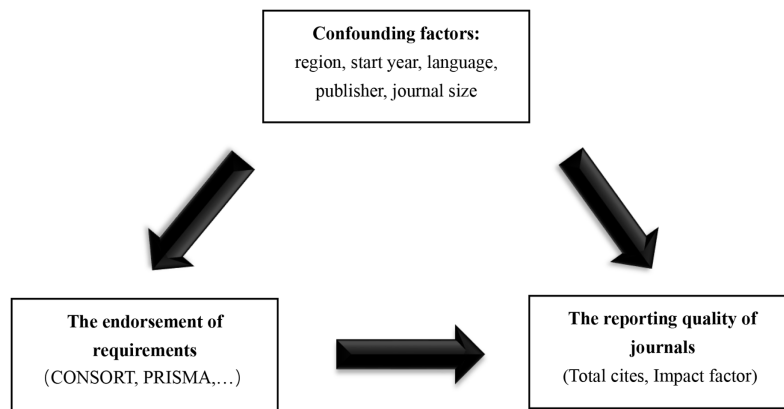 Confounding factors:
region, start year, language,
publisher, journal size
The endorsement of
requirements
(CONSORT, PRISMA,…)
The reporting quality of
journals
(Total cites, Impact factor)